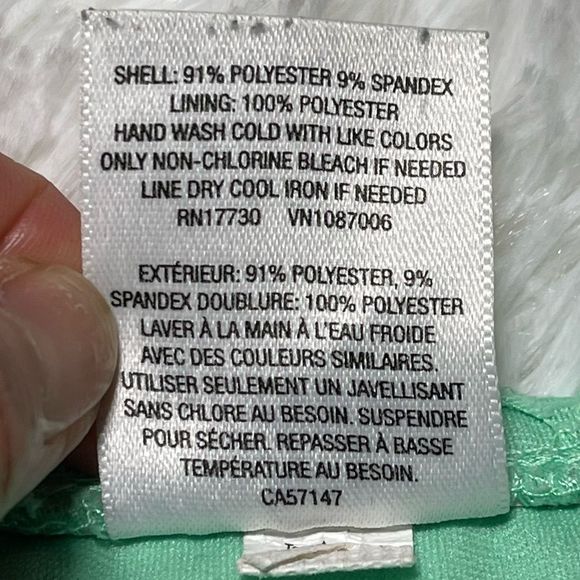 SHELL: 91% POLYESTER 9% SPANDEX
LINING: 100% POLYESTER
HAND WASH COLD WITH LIKE COLORS
ONLY NON-CHLORINE BLEACH IF NEEDED
LINE DRY COOL IRON IF NEEDED
RN17730 VN1087006
EXTÉRIEUR: 91% POLYESTER, 9%
SPANDEX DOUBLURE: 100% POLYESTER
LAVER À LA MAIN À L'EAU FROIDE
AVEC DES COULEURS SIMILAIRES.
UTILISER SEULEMENT UN JAVELLISANT
SANS CHLORE AU BESOIN. SUSPENDRE
POUR SÉCHER. REPASSER À BASSE
TEMPÉRATURE AU BESOIN.
CA57147